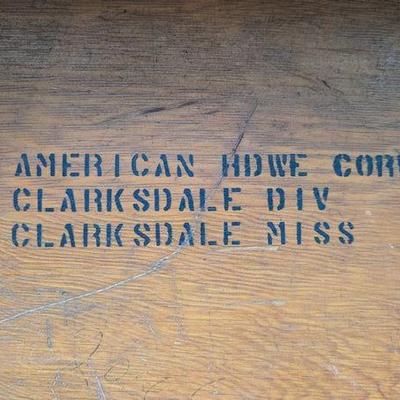 AMERICAN HDWE COR
CLARKSDALE DIV
CLARKSDALE MISS